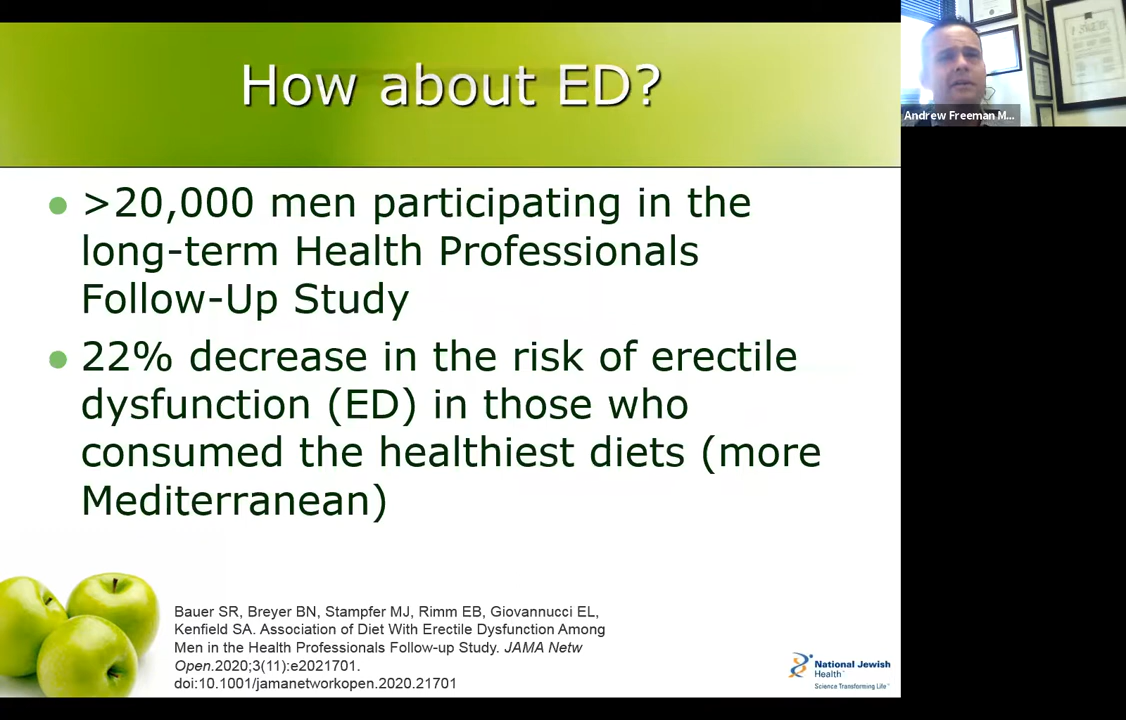 How about ED?
Andrew Freeman M...
>20,000 men participating in the
long-term Health Professionals
Follow-Up Study
22% decrease in the risk of erectile
dysfunction (ED) in those who
consumed the healthiest diets (more
Mediterranean)
Bauer SR, Breyer BN, Stampfer MJ, Rimm EB, Giovannucci EL,
Kenfield SA. Association of Diet With Erectile Dysfunction Among
Men in the Health Professionals Follow-up Study. JAMA Netw
Open.2020;3(11):e2021701.
doi:10.1001/jamanetworkopen.2020.21701
National Jewish
Health
Science Transforming Life